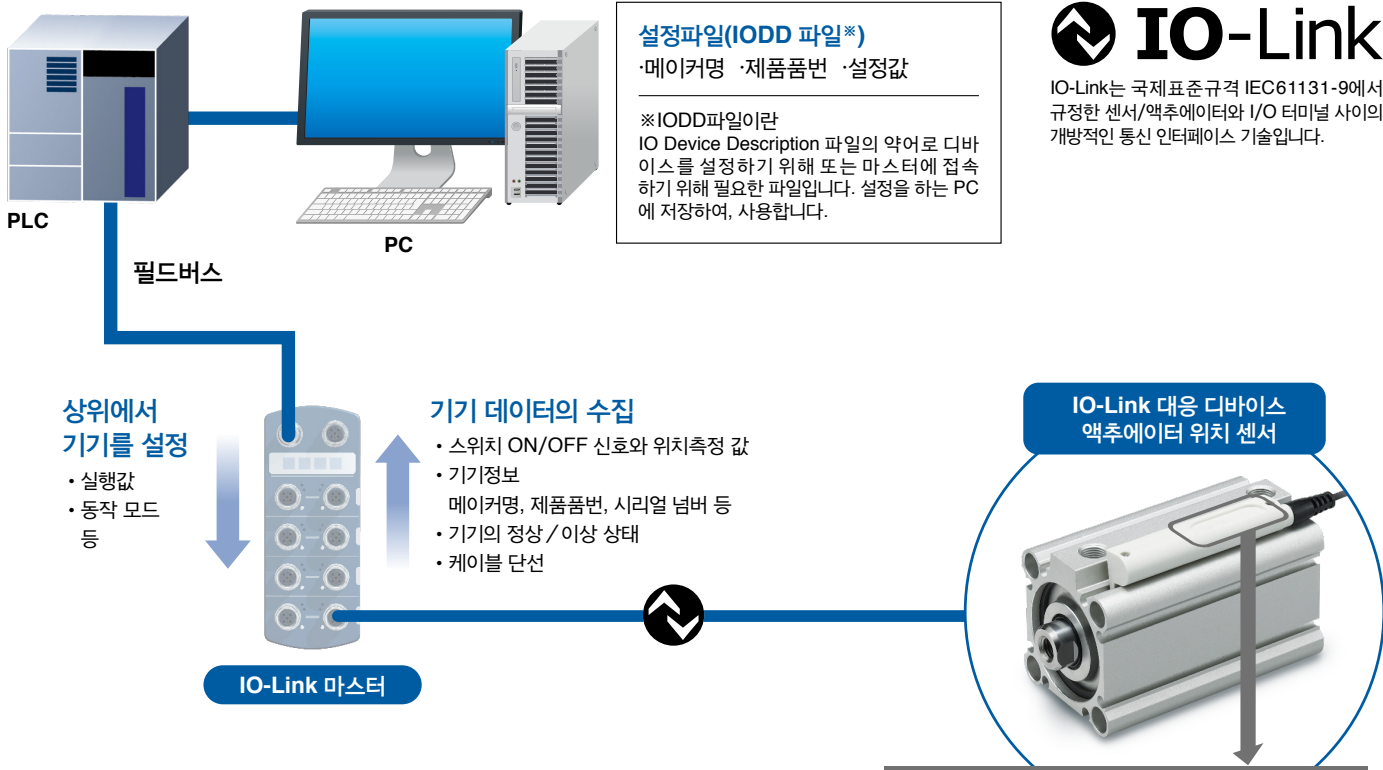 설정파일(IODD 파일※)
·메이커명 ·제품품번 ·설정값
※IODD파일이란
IO Device Description 파일의 약어로 디바
이스를 설정하기 위해 또는 마스터에 접속
하기 위해 필요한 파일입니다. 설정을 하는 PC
에 저장하여, 사용합니다.
IO-Link
IO-Link는 국제표준규격 IEC61131-9에서
규정한 센서/액추에이터와 I/O 터미널 사이의
개방적인 통신 인터페이스 기술입니다.
PLC
PC
필드버스
상위에서
기기를 설정
• 실행값
• 동작 모드
등
기기 데이터의 수집
• 스위치 ON/OFF 신호와 위치측정 값
• 기기정보
메이커명, 제품품번, 시리얼 넘버 등
• 기기의 정상／이상 상태
• 케이블 단선
IO-Link 마스터
IO-Link 대응 디바이스
액추에이터 위치 센서